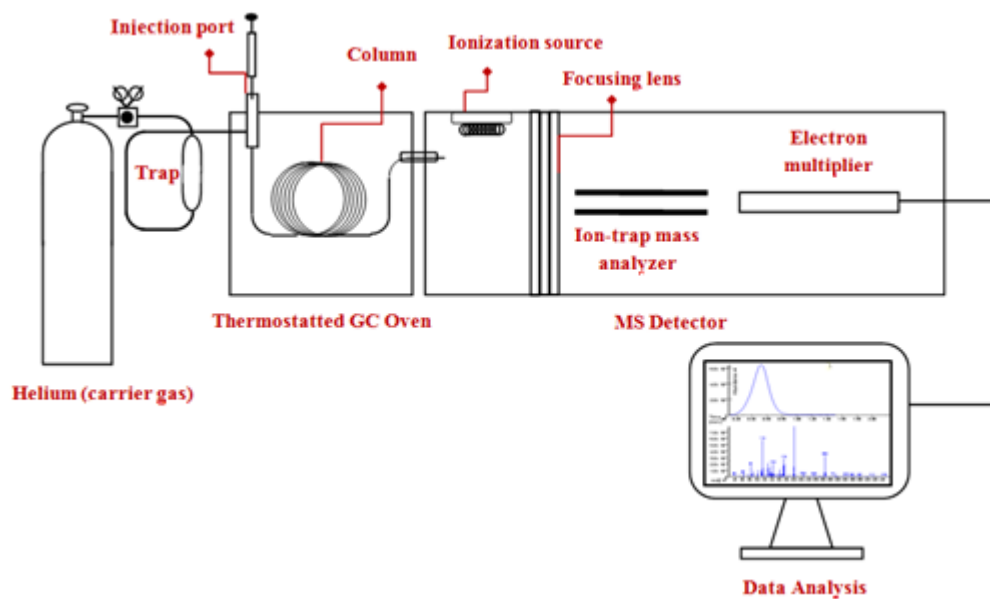 Injection port
Column
Ionization source
Focusing lens
Trap
Electron
multiplier
Ion-trap mass
analyzer
Thermostatted GC Oven
MS Detector
Helium (carrier gas)
Data Analysis